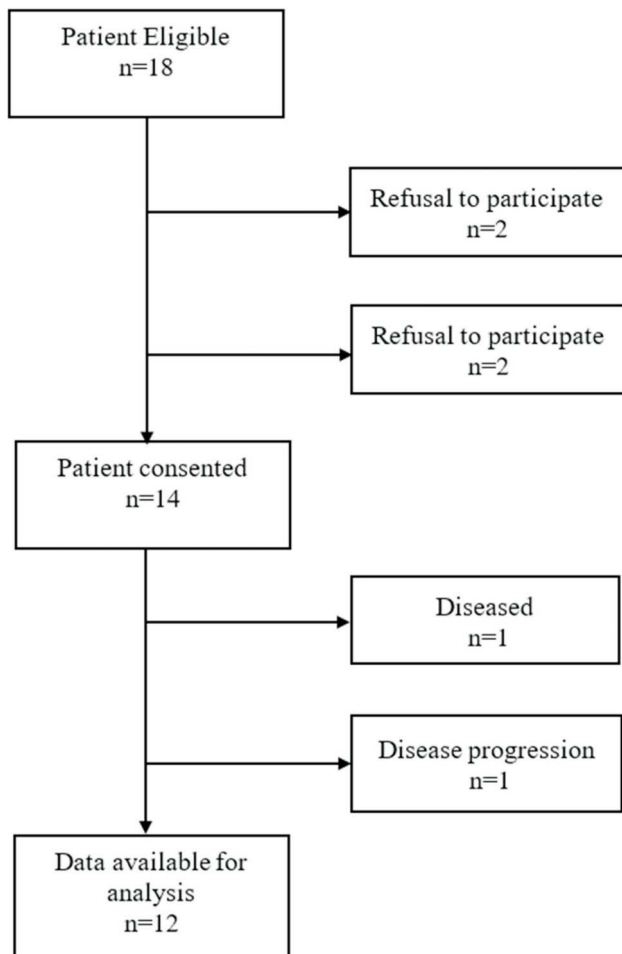 Patient Eligible
n=18
Refusal to participate
n=2
Refusal to participate
n=2
Patient consented
n=14
Diseased
n=1
Disease progression
n=1
Data available for
analysis
n=12